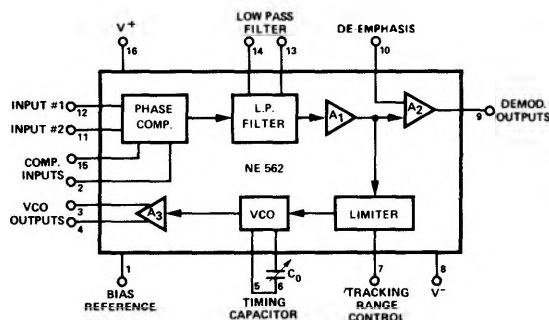 LOW PASS
FILTER
DE-EMPHASIS
V+
16
14
13
10
INPUT #1
12
INPUT #2
11
PHASE
COMP.
L.P.
FILTER
A1
A2
9
DEMOD.
OUTPUTS
COMP.
INPUTS
15
2
NE 562
VCO
OUTPUTS
3
4
A3
VCO
LIMITER
1
BIAS
REFERENCE
5
6
C0
TIMING
CAPACITOR
7
TRACKING
RANGE
CONTROL
8
V-